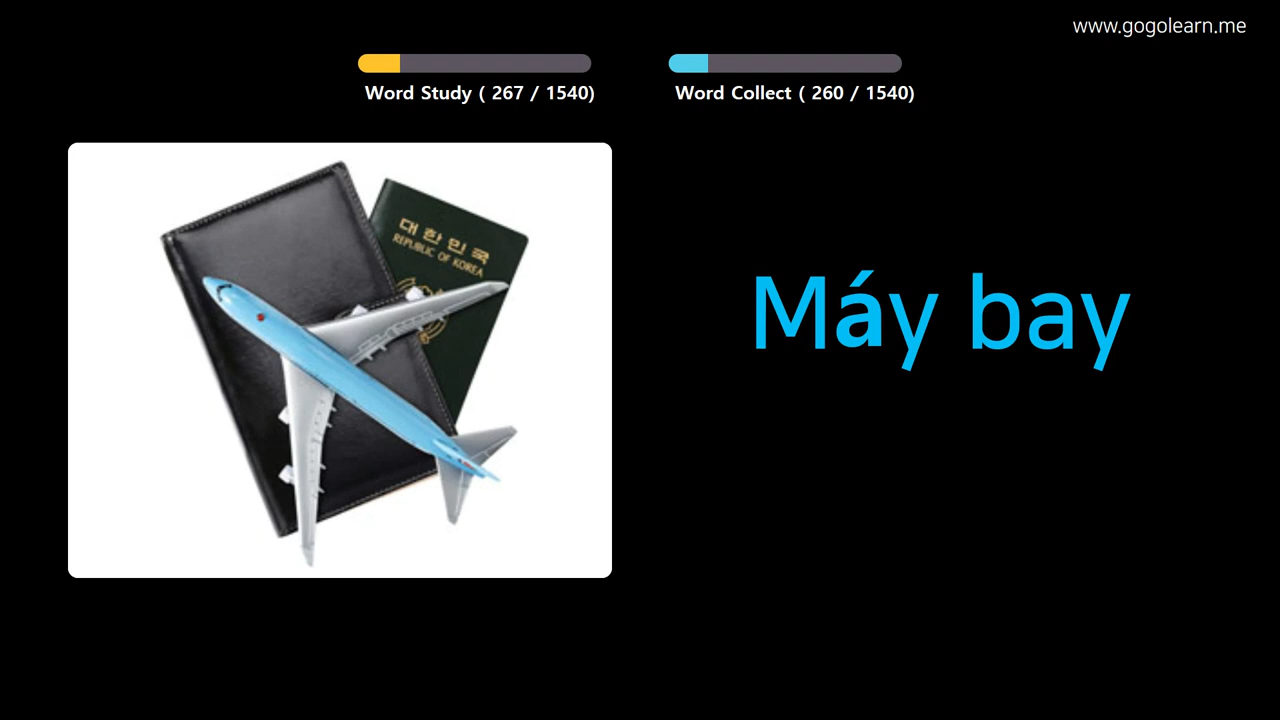 www.gogolearn.me
Word Study ( 267 / 1540)
Word Collect ( 260 / 1540)
대한민국
REPUBLIC OF KOREA
Máy bay